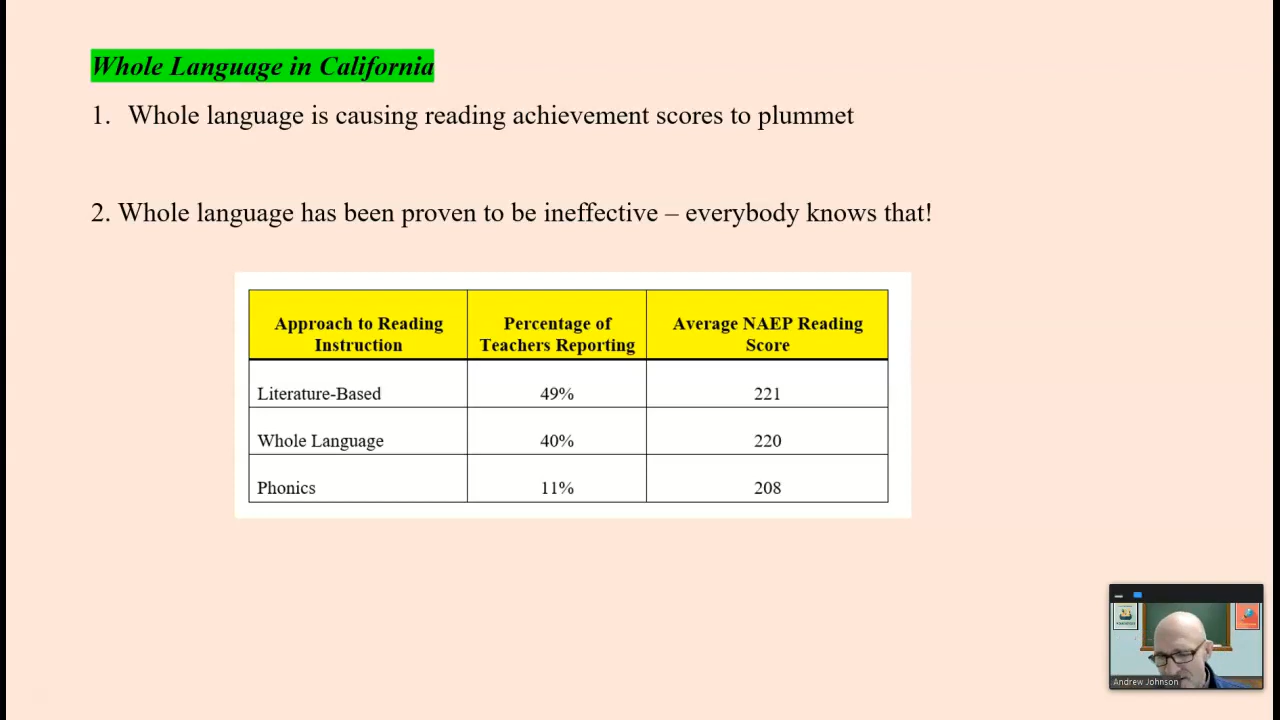 Whole Language in California
1. Whole language is causing reading achievement scores to plummet
2. Whole language has been proven to be ineffective – everybody knows that!
Approach to Reading Instruction
Percentage of Teachers Reporting
Average NAEP Reading Score
Literature-Based 49% 221
Whole Language 40% 220
Phonics 11% 208
Andrew Johnson